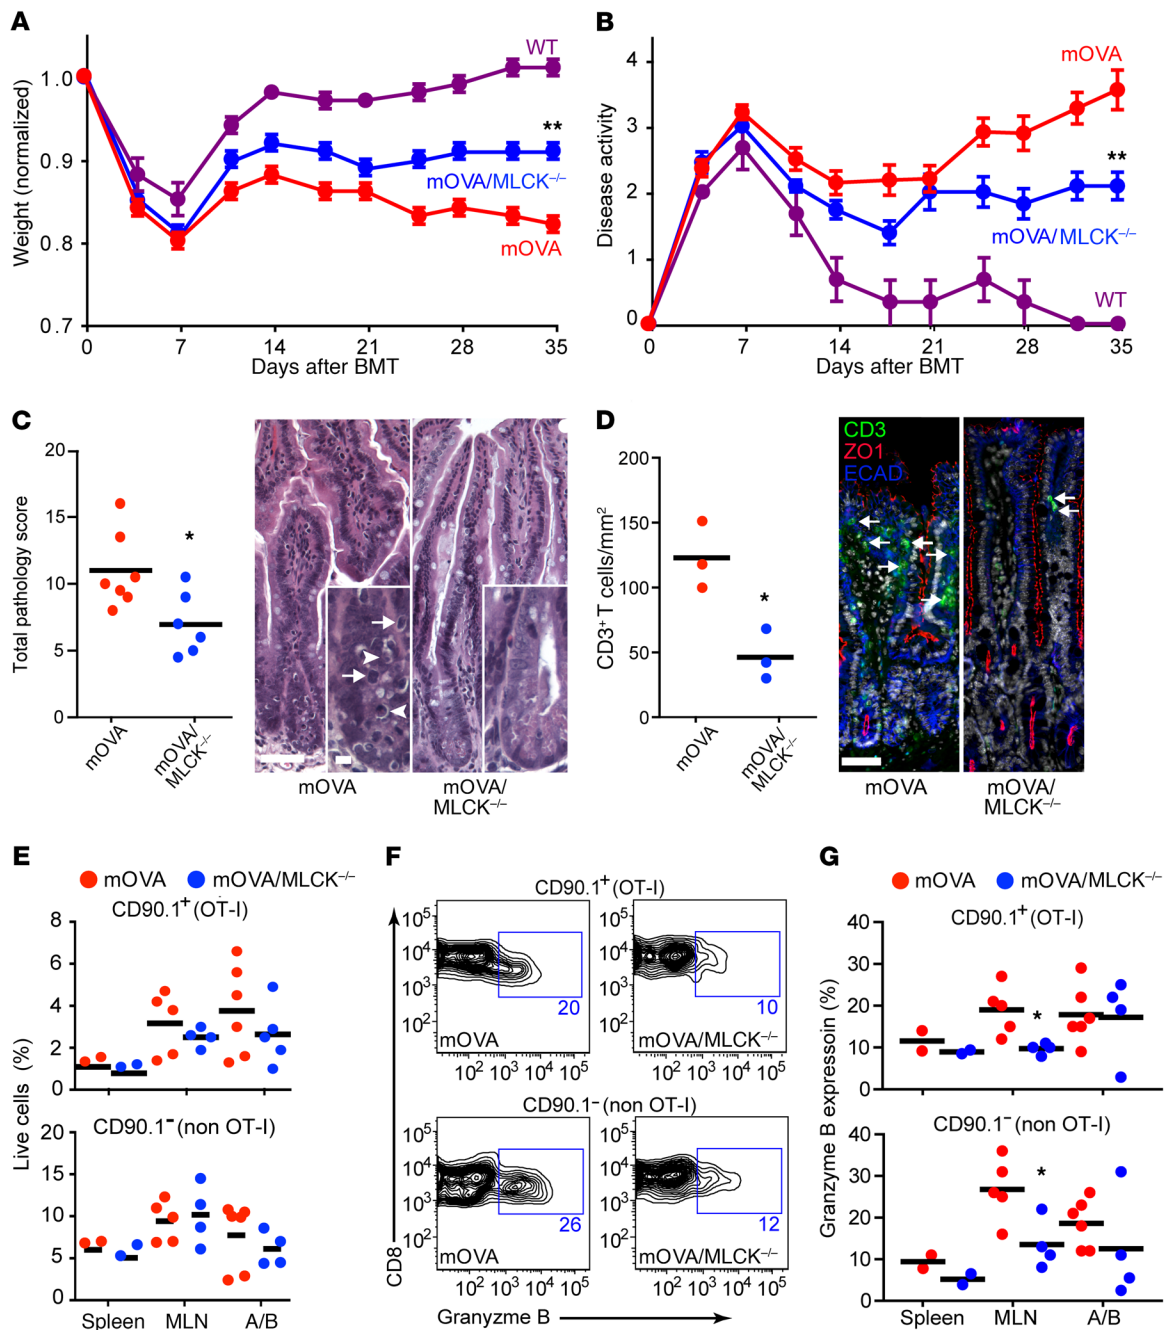 A
Weight (normalized)
1.0
0.9
0.8
0.7
WT
**
mOVA/MLCK–/–
mOVA
0 7 14 21 28 35
Days after BMT
B
Disease activity
4
3
2
1
0
mOVA
**
mOVA/MLCK–/–
WT
0 7 14 21 28 35
Days after BMT
C
Total pathology score
20
15
10
5
0
*
mOVA
mOVA/
MLCK–/–
mOVA
mOVA/
MLCK–/–
D
CD3+ T cells/mm2
200
150
100
50
0
*
mOVA
mOVA/
MLCK–/–
CD3
ZO1
ECAD
mOVA
mOVA/
MLCK–/–
E
mOVA mOVA/MLCK–/–
CD90.1+ (OT-I)
Live cells (%)
8
6
4
2
0
CD90.1– (non OT-I)
20
15
10
5
0
Spleen MLN A/B
F
CD90.1+ (OT-I)
105
104
103
102
20
mOVA
102 103 104 105
105
104
103
102
10
mOVA/MLCK–/–
102 103 104 105
CD90.1– (non OT-I)
105
104
103
102
26
mOVA
102 103 104 105
105
104
103
102
12
mOVA/MLCK–/–
102 103 104 105
CD8
Granyzme B
G
mOVA mOVA/MLCK–/–
CD90.1+ (OT-I)
Granzyme B expressoin (%)
40
30
20
10
0
*
CD90.1– (non OT-I)
40
30
20
10
0
*
Spleen MLN A/B